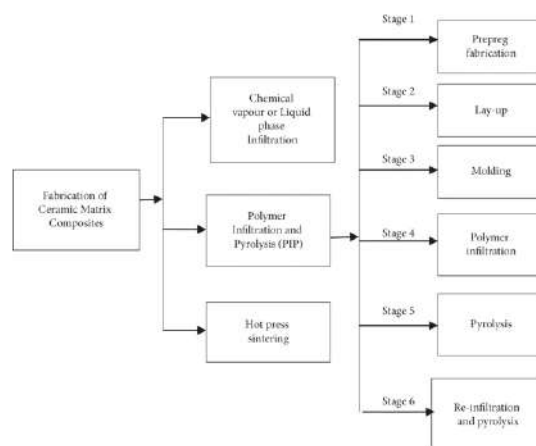 Fabrication of
Ceramic Matrix
Composites
Chemical
vapour or Liquid
phase
Infiltration
Polymer
Infiltration and
Pyrolysis (PIP)
Hot press
sintering
Stage 1
Prepreg
fabrication
Stage 2
Lay-up
Stage 3
Molding
Stage 4
Polymer
infiltration
Stage 5
Pyrolysis
Stage 6
Re-infiltration
and pyrolysis